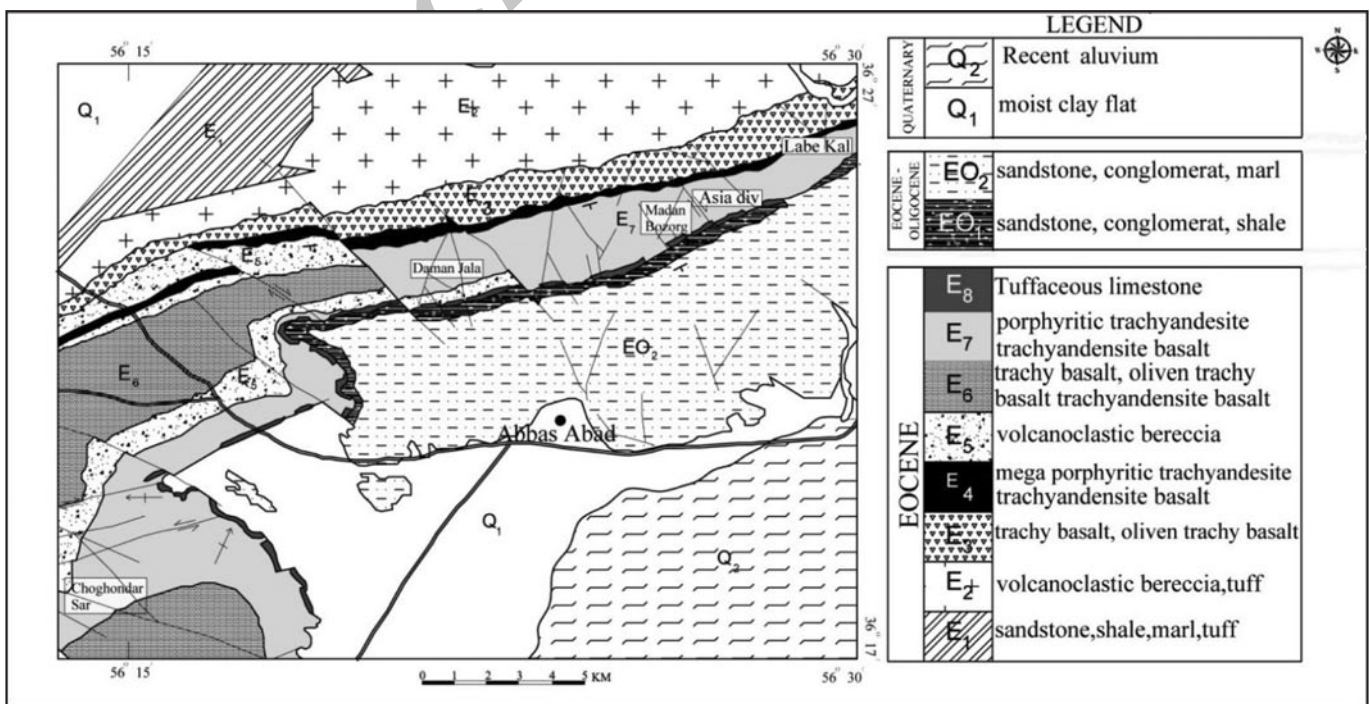 LEGEND
56° 15′
56° 30′
36° 27′
N
W
E
S
Q1
E1
E2
E3
Labe Kal
Asia div
Madan
Bozorg
E7
E5
Daman Jala
EO2
E6
E5
Abbas Abad
Q1
Q2
Choghondar
Sar
36° 17′
56° 15′
56° 30′
0 1 2 3 4 5 KM
QUATERNARY
Q2 Recent aluvium
Q1 moist clay flat
EOCENE -
OLIGOCENE
EO2 sandstone, conglomerat, marl
EO1 sandstone, conglomerat, shale
EOCENE
E8 Tuffaceous limestone
E7 porphyritic trachyandesite
trachyandensite basalt
E6 trachy basalt, oliven trachy
basalt trachyandensite basalt
E5 volcanoclastic bereccia
E4 mega porphyritic trachyandesite
trachyandensite basalt
E3 trachy basalt, oliven trachy basalt
E2 volcanoclastic bereccia,tuff
E1 sandstone,shale,marl,tuff